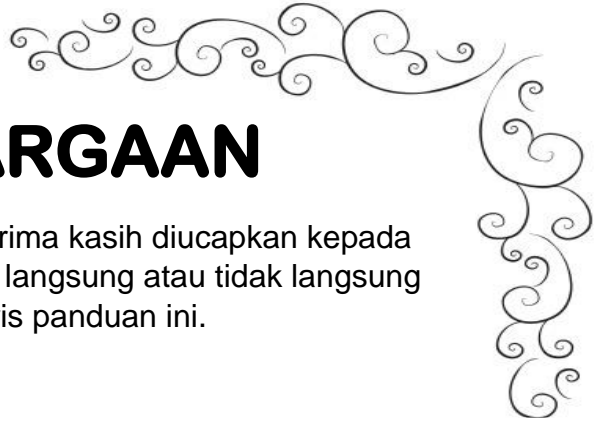 ARGAAN
rima kasih diucapkan kepada
langsung atau tidak langsung
is panduan ini.